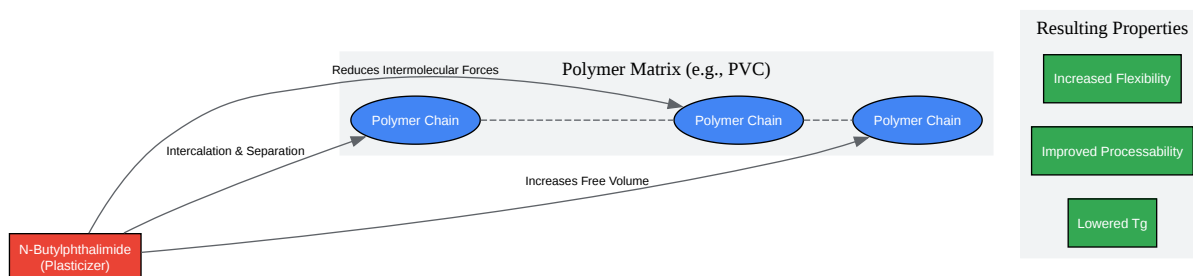 Resulting Properties
Reduces Intermolecular Forces
Polymer Matrix (e.g., PVC)
Increased Flexibility
Polymer Chain
Polymer Chain
Polymer Chain
Intercalation & Separation
Improved Processability
Increases Free Volume
Lowered Tg
N-Butylphthalimide
(Plasticizer)